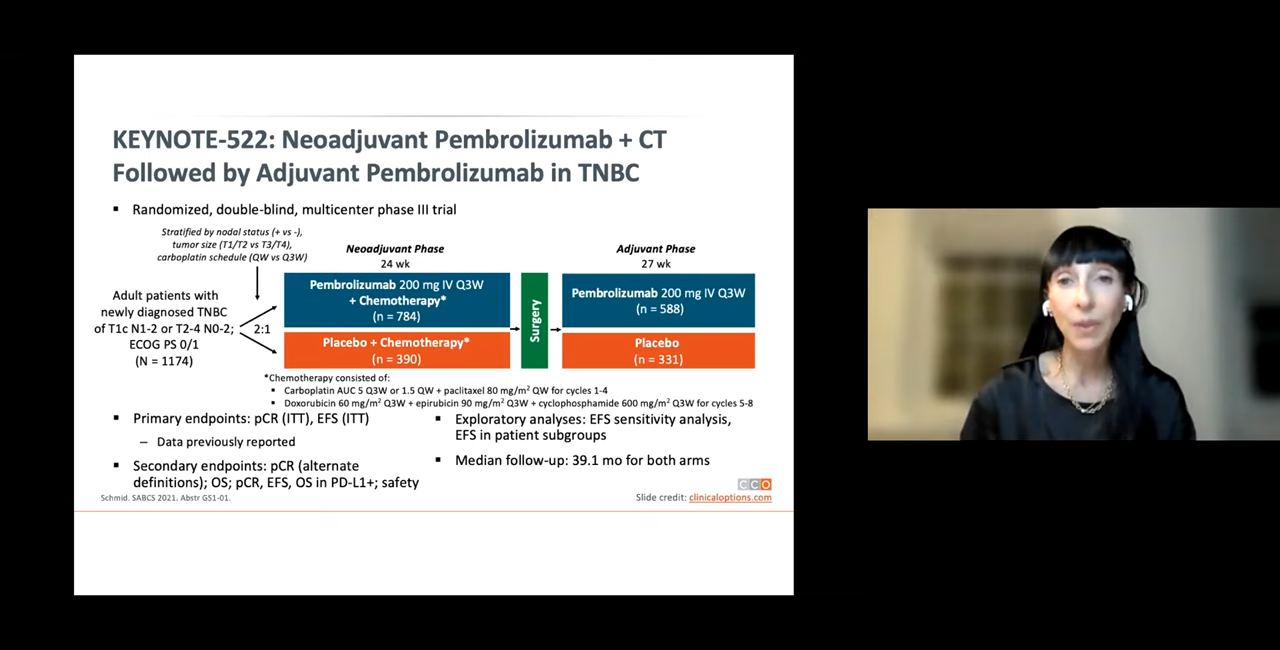 KEYNOTE-522: Neoadjuvant Pembrolizumab + CT
Followed by Adjuvant Pembrolizumab in TNBC
▪ Randomized, double-blind, multicenter phase III trial
Stratified by nodal status (+ vs -),
tumor size (T1/T2 vs T3/T4),
carboplatin schedule (QW vs Q3W)
Adult patients with
newly diagnosed TNBC
of T1c N1-2 or T2-4 N0-2;
ECOG PS 0/1
(N = 1174)
2:1
Neoadjuvant Phase
24 wk
Pembrolizumab 200 mg IV Q3W
+ Chemotherapy*
(n = 784)
Placebo + Chemotherapy*
(n = 390)
Surgery
Adjuvant Phase
27 wk
Pembrolizumab 200 mg IV Q3W
(n = 588)
Placebo
(n = 331)
*Chemotherapy consisted of:
▪ Carboplatin AUC 5 Q3W or 1.5 QW + paclitaxel 80 mg/m² QW for cycles 1-4
▪ Doxorubicin 60 mg/m² Q3W + epirubicin 90 mg/m² Q3W + cyclophosphamide 600 mg/m² Q3W for cycles 5-8
▪ Primary endpoints: pCR (ITT), EFS (ITT)
– Data previously reported
▪ Secondary endpoints: pCR (alternate
definitions); OS; pCR, EFS, OS in PD-L1+; safety
▪ Exploratory analyses: EFS sensitivity analysis,
EFS in patient subgroups
▪ Median follow-up: 39.1 mo for both arms
Schmid. SABCS 2021. Abstr GS1-01.
CCO
Slide credit: clinicaloptions.com